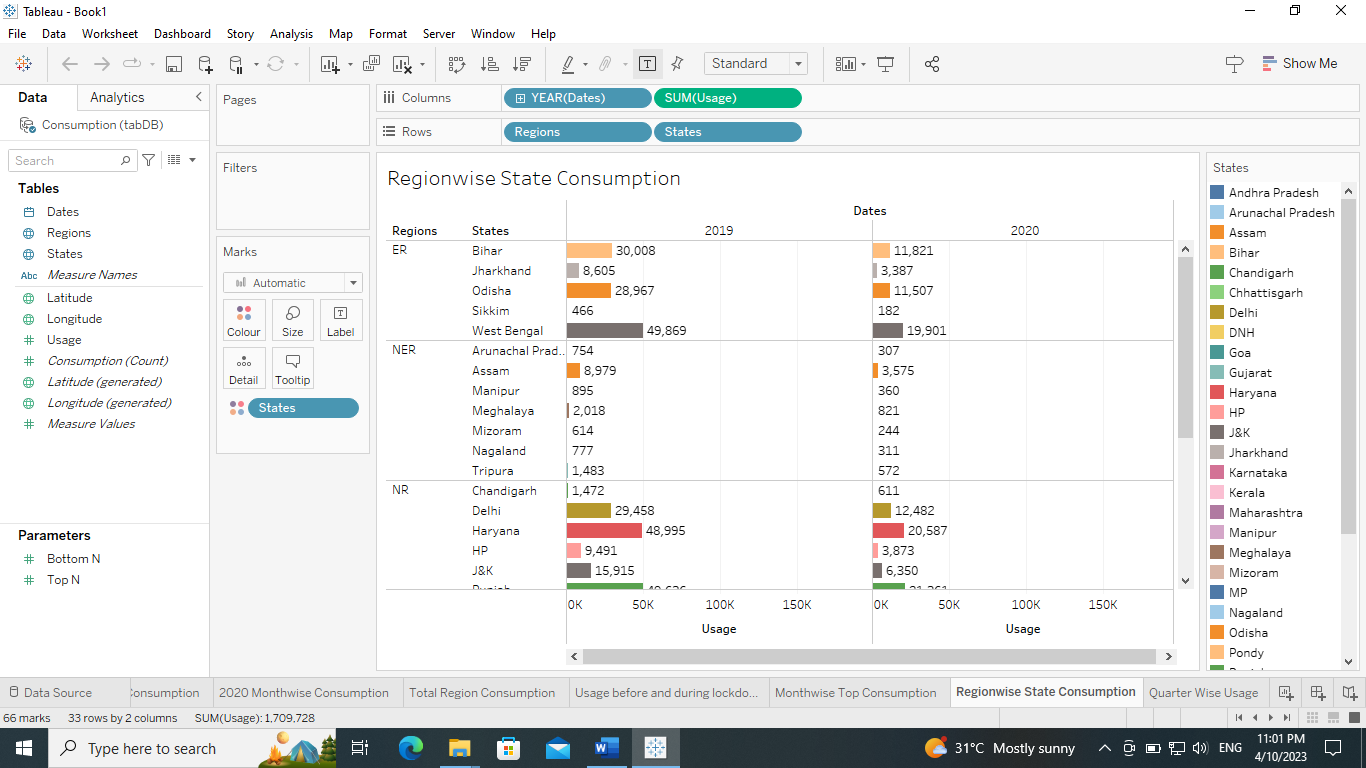 Tableau - Book1
File Data Worksheet Dashboard Story Analysis Map Format Server Window Help
Standard Show Me
Data Analytics
Consumption (tabDB)
Search
Tables
Dates
Regions
States
Abc Measure Names
Latitude
Longitude
Usage
Consumption (Count)
Latitude (generated)
Longitude (generated)
Measure Values
Parameters
Bottom N
Top N
Pages
Filters
Marks
Automatic
Colour Size Label
Detail Tooltip
States
Columns YEAR(Dates) SUM(Usage)
Rows Regions States
Regionwise State Consumption
Dates
Regions States 2019 2020
ER Bihar 30,008 11,821
Jharkhand 8,605 3,387
Odisha 28,967 11,507
Sikkim 466 182
West Bengal 49,869 19,901
NER Arunachal Prad.. 754 307
Assam 8,979 3,575
Manipur 895 360
Meghalaya 2,018 821
Mizoram 614 244
Nagaland 777 311
Tripura 1,483 572
NR Chandigarh 1,472 611
Delhi 29,458 12,482
Haryana 48,995 20,587
HP 9,491 3,873
J&K 15,915 6,350
0K 50K 100K 150K 0K 50K 100K 150K
Usage Usage
States
Andhra Pradesh
Arunachal Pradesh
Assam
Bihar
Chandigarh
Chhattisgarh
Delhi
DNH
Goa
Gujarat
Haryana
HP
J&K
Jharkhand
Karnataka
Kerala
Maharashtra
Manipur
Meghalaya
Mizoram
MP
Nagaland
Odisha
Pondy
Data Source onsumption 2020 Monthwise Consumption Total Region Consumption Usage before and during lockdo... Monthwise Top Consumption Regionwise State Consumption Quarter Wise Usage
66 marks 33 rows by 2 columns SUM(Usage): 1,709,728
Type here to search 31°C Mostly sunny ENG 11:01 PM
4/10/2023